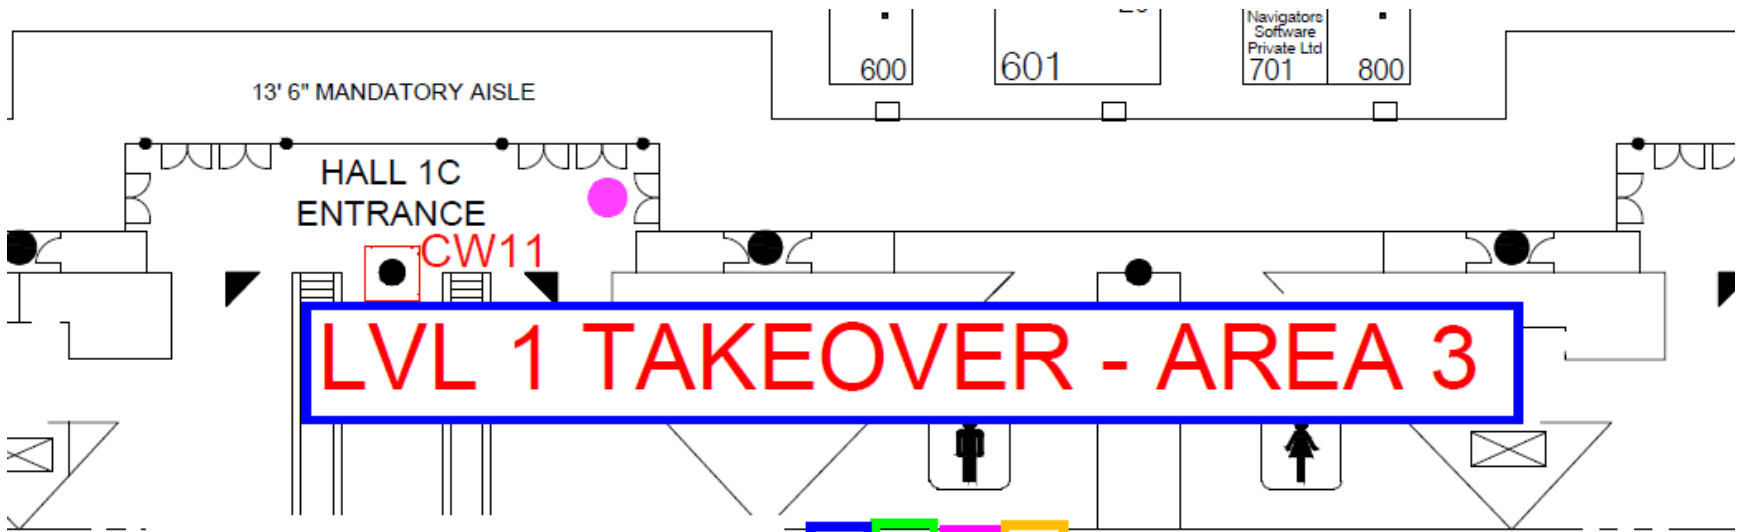 Navigators
Software
Private Ltd
600
601
701
800
13' 6" MANDATORY AISLE
HALL 1C
ENTRANCE
CW11
LVL 1 TAKEOVER - AREA 3